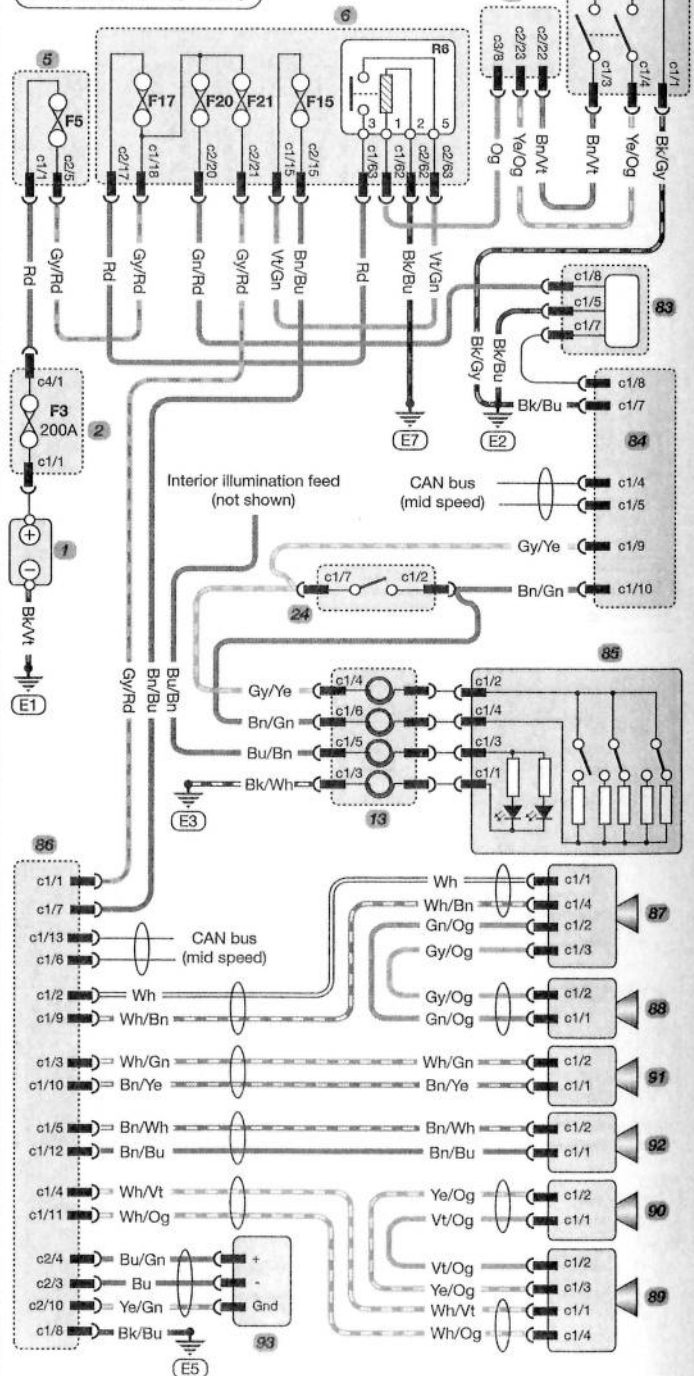 6
5
R6
F5
F17
F20
F21
F15
3 1 2 5
c1/1
c2/5
c2/17
c1/18
c2/20
c2/21
c1/15
c2/15
c1/63
c1/62
c2/62
c2/63
c3/8
c2/23
c2/22
c1/3
c1/4
c1/1
Og
Ye/Og
Bn/Vt
Bn/Vt
Ye/Og
Bk/Gy
Rd
Gy/Rd
Rd
Gy/Rd
Gn/Rd
Gy/Rd
Vt/Gn
Bn/Bu
Rd
Bk/Bu
Vt/Gn
c1/8
c1/5
c1/7
83
Bk/Gy
Bk/Bu
c4/1
F3
200A
2
c1/1
E7
E2
Bk/Bu
c1/8
c1/7
84
Interior illumination feed
(not shown)
CAN bus
(mid speed)
c1/4
c1/5
1
+
−
Bk/Vt
E1
Gy/Ye
c1/9
c1/7
c1/2
24
Bn/Gn
c1/10
Gy/Rd
Bn/Bu
Bu/Bn
85
Gy/Ye
c1/4
c1/2
Bn/Gn
c1/6
c1/4
Bu/Bn
c1/5
c1/3
Bk/Wh
c1/3
c1/1
E3
13
86
c1/1
c1/7
c1/13
c1/6
CAN bus
(mid speed)
c1/2
Wh
c1/9
Wh/Bn
Wh
c1/1
Wh/Bn
c1/4
Gn/Og
c1/2
Gy/Og
c1/3
87
Gy/Og
c1/2
Gn/Og
c1/1
88
c1/3
Wh/Gn
Wh/Gn
c1/2
c1/10
Bn/Ye
Bn/Ye
c1/1
91
c1/5
Bn/Wh
Bn/Wh
c1/2
c1/12
Bn/Bu
Bn/Bu
c1/1
92
c1/4
Wh/Vt
c1/11
Wh/Og
Ye/Og
c1/2
Vt/Og
c1/1
90
c2/4
Bu/Gn
+
c2/3
Bu
-
c2/10
Ye/Gn
Gnd
c1/8
Bk/Bu
E5
93
Vt/Og
c1/2
Ye/Og
c1/3
Wh/Vt
c1/1
Wh/Og
c1/4
89